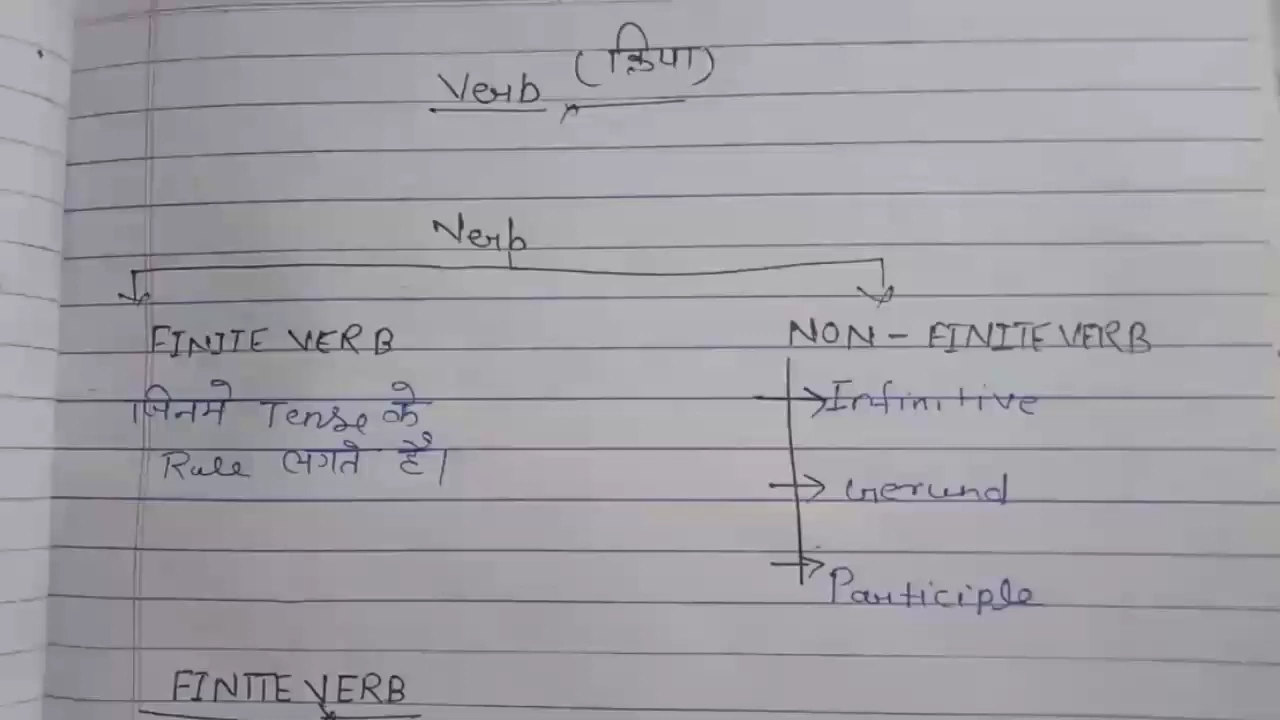 Verb (क्रिया)
Verb
FINITE VERB
जिनमे Tense के
Rule लगते है।
NON - FINITE VERB
Infinitive
Gerund
Participle
FINITE VERB